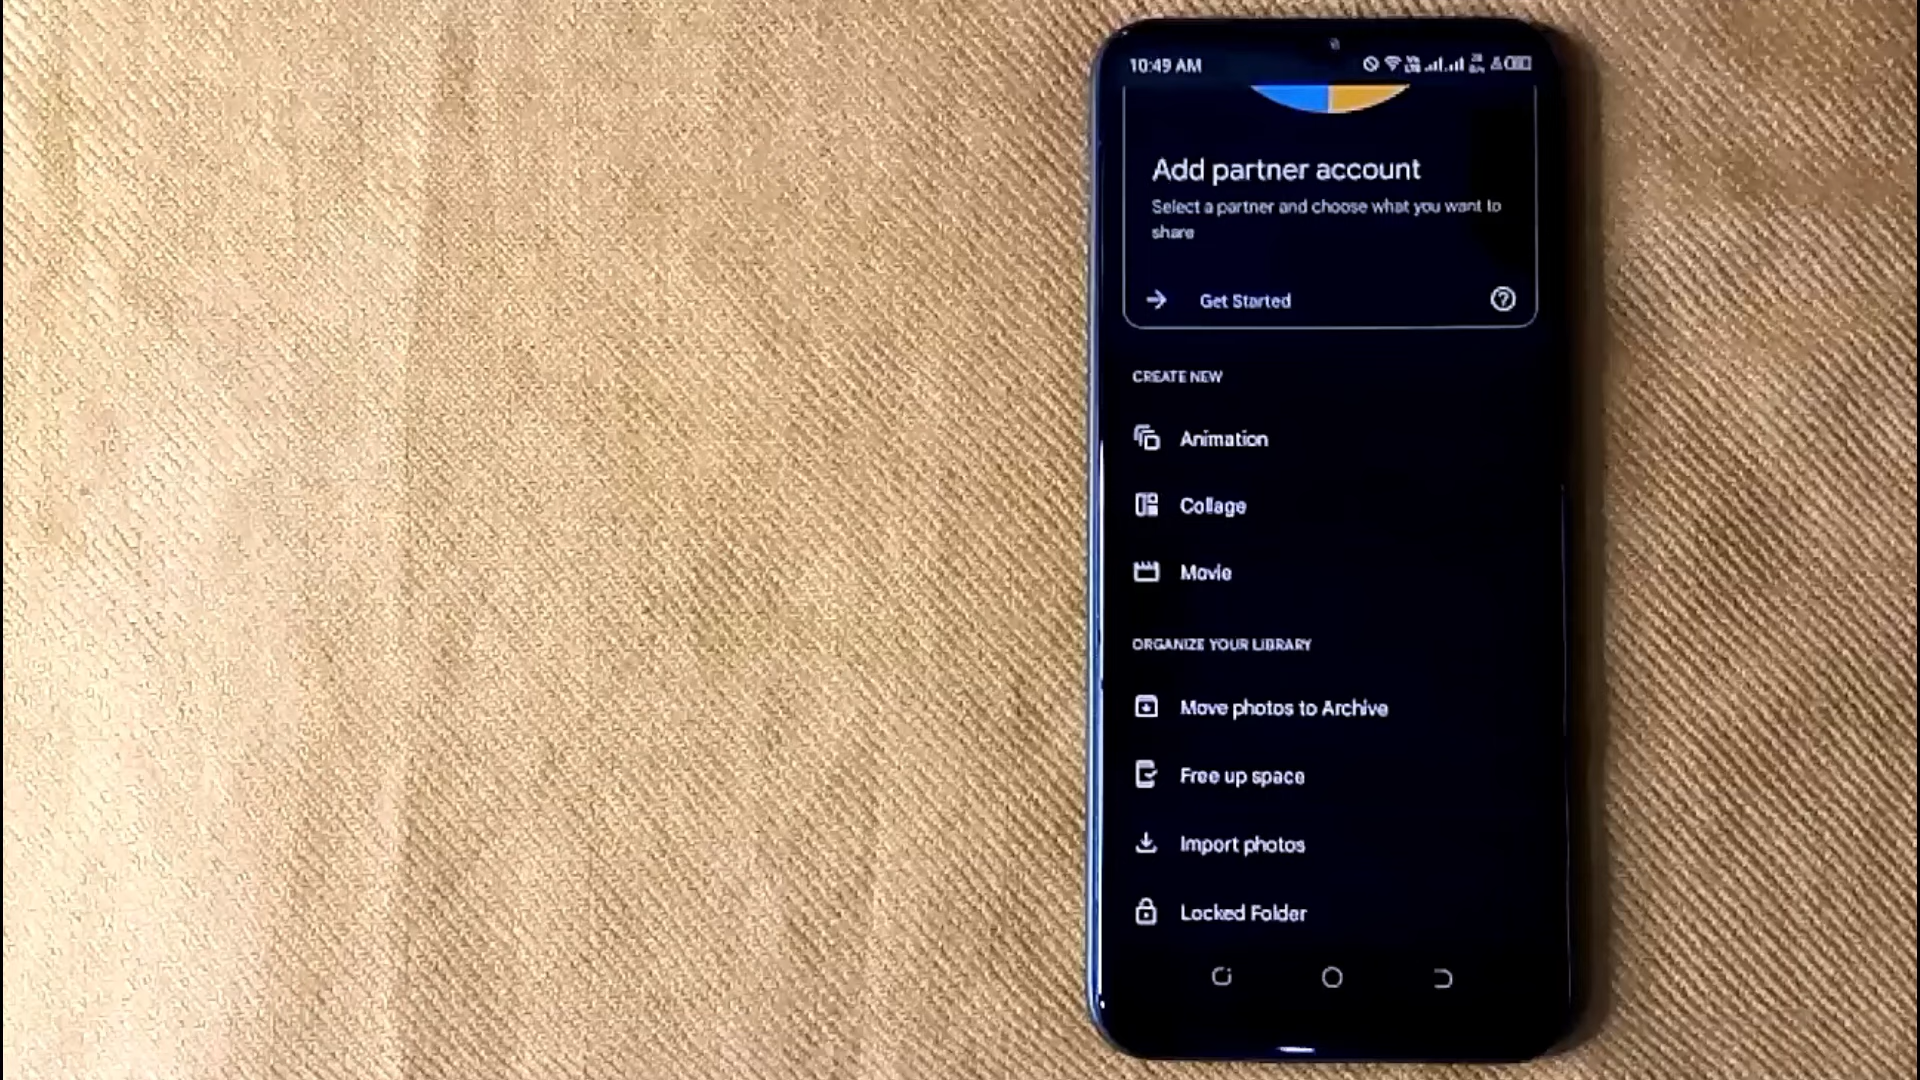 10:49 AM
Add partner account
Select a partner and choose what you want to
share
Get Started
CREATE NEW
Animation
Collage
Movie
ORGANIZE YOUR LIBRARY
Move photos to Archive
Free up space
Import photos
Locked Folder